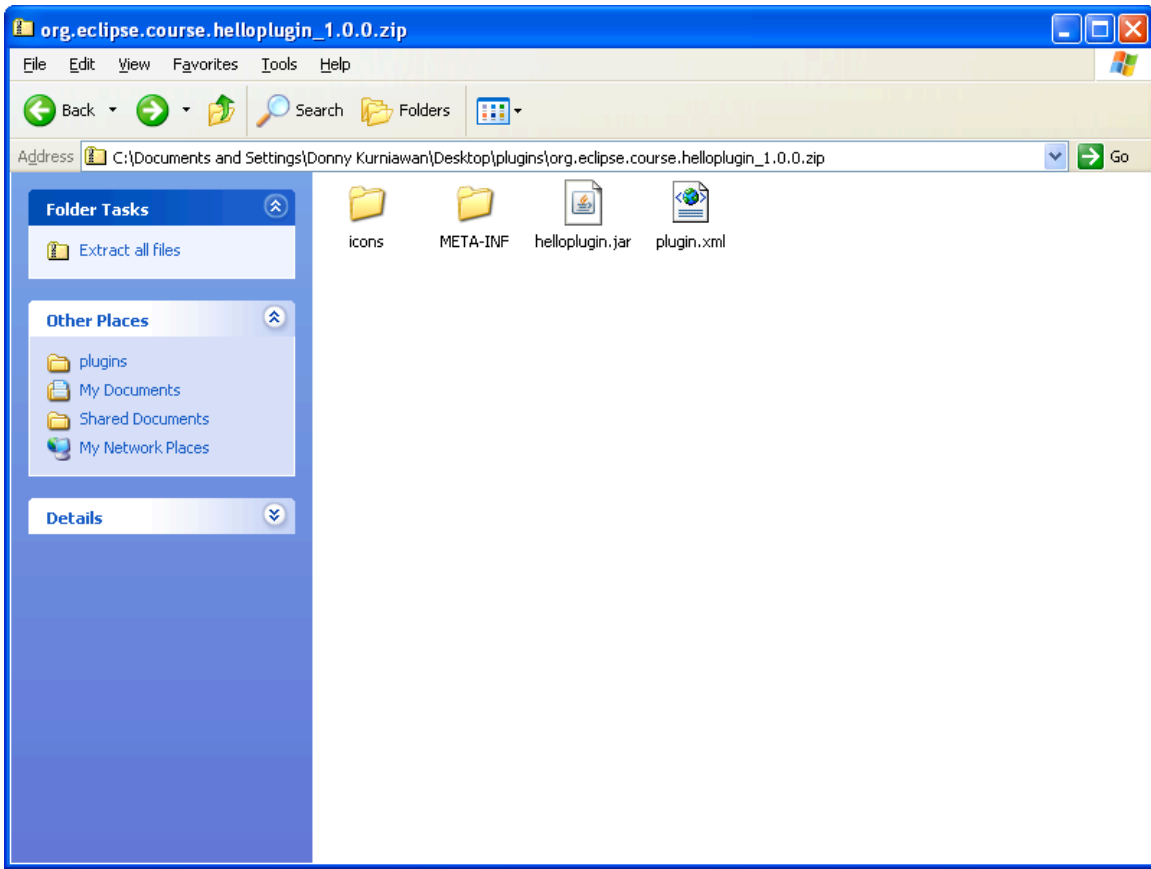 org.eclipse.course.helloplugin_1.0.0.zip
File Edit View Favorites Tools Help
Back Search Folders
Address C:\Documents and Settings\Donny Kurniawan\Desktop\plugins\org.eclipse.course.helloplugin_1.0.0.zip Go
Folder Tasks
Extract all files
Other Places
plugins
My Documents
Shared Documents
My Network Places
Details
icons META-INF helloplugin.jar plugin.xml